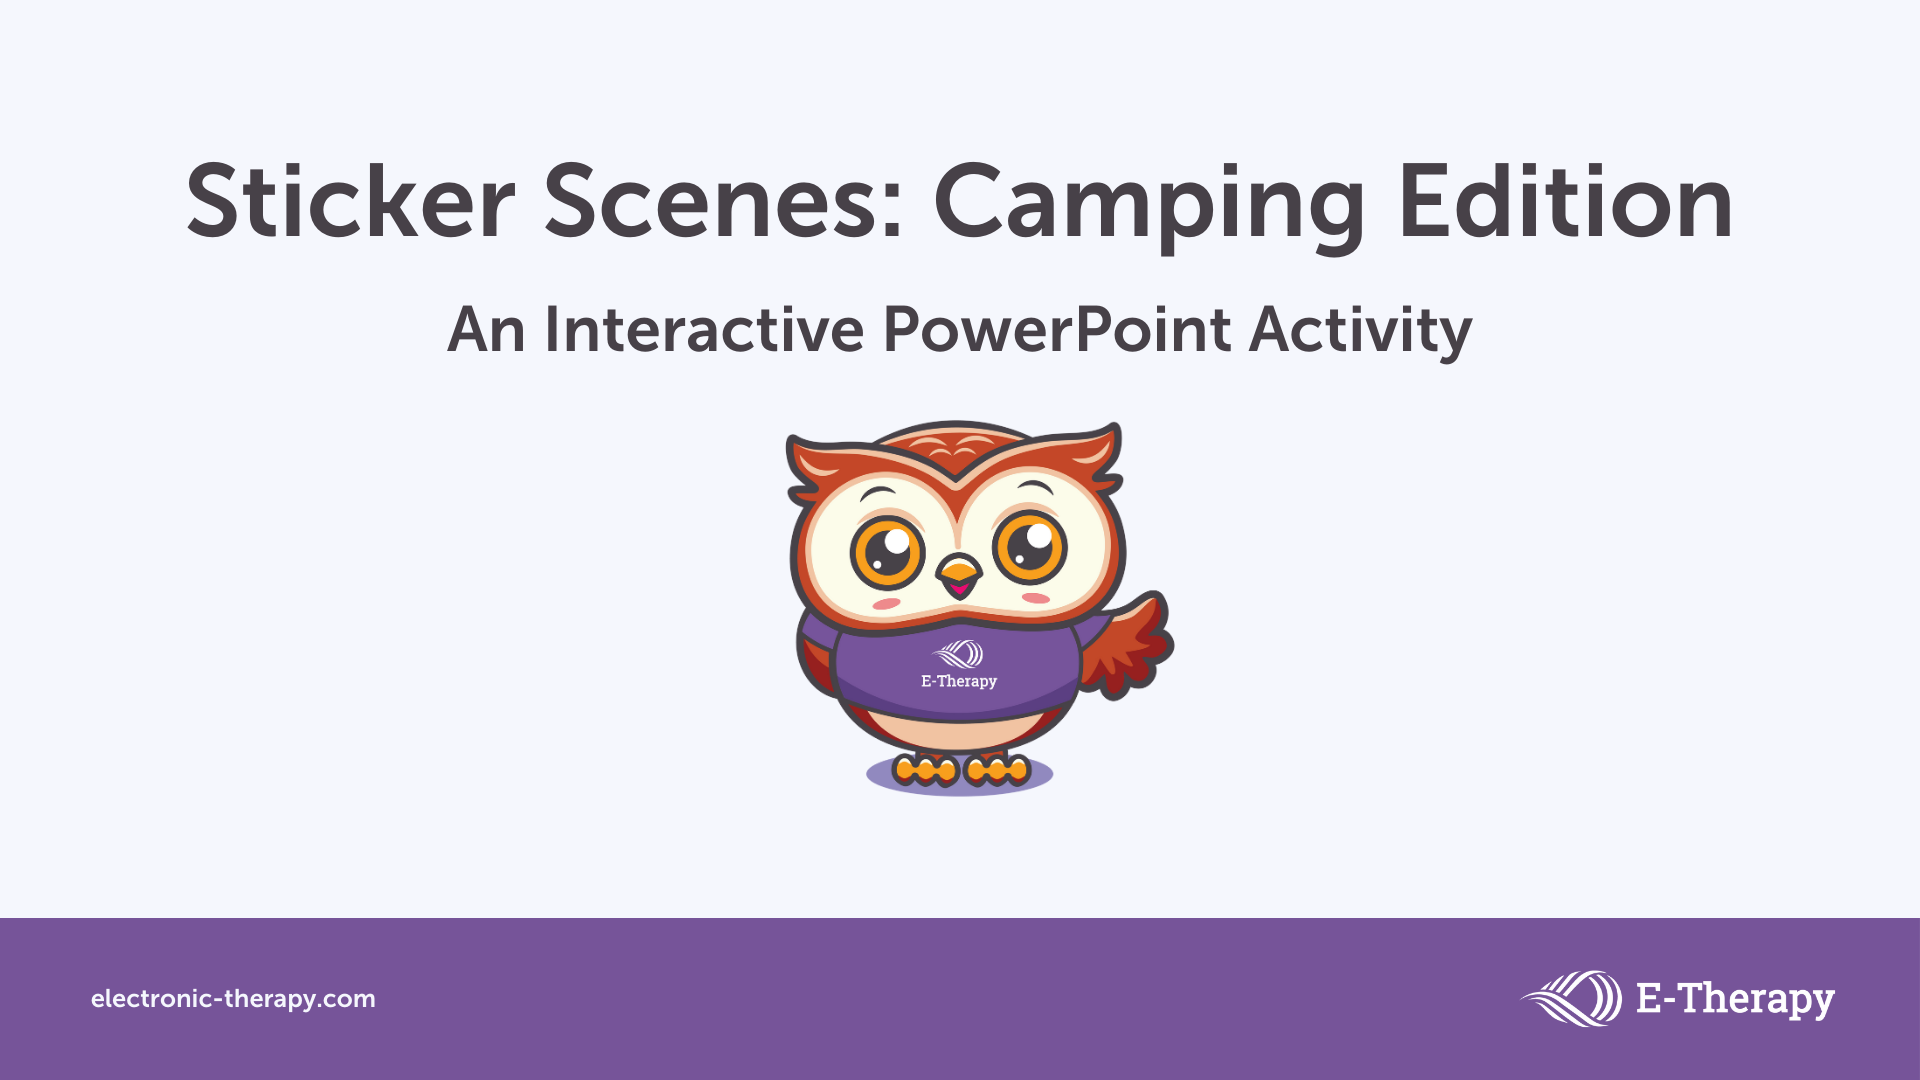 Sticker Scenes: Camping Edition
An Interactive PowerPoint Activity
E-Therapy
electronic-therapy.com
E-Therapy